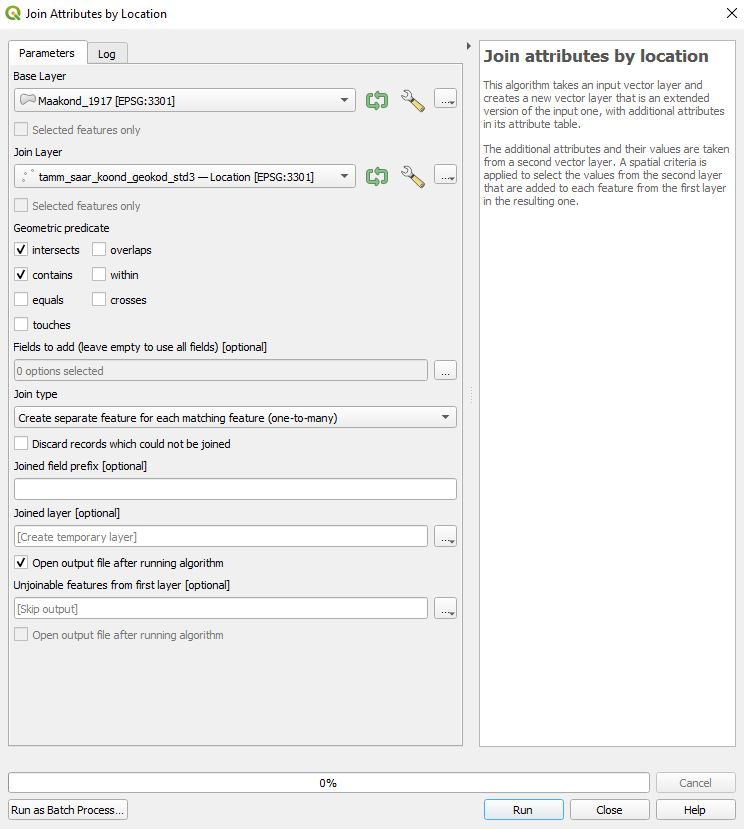 Join Attributes by Location
Parameters
Log
Base Layer
Maakond_1917 [EPSG:3301]
...
Selected features only
Join Layer
tamm_saar_koond_geokod_std3 — Location [EPSG:3301]
...
Selected features only
Geometric predicate
intersects
overlaps
contains
within
equals
crosses
touches
Fields to add (leave empty to use all fields) [optional]
0 options selected
...
Join type
Create separate feature for each matching feature (one-to-many)
Discard records which could not be joined
Joined field prefix [optional]
Joined layer [optional]
[Create temporary layer]
...
Open output file after running algorithm
Unjoinable features from first layer [optional]
[Skip output]
...
Open output file after running algorithm
Join attributes by location
This algorithm takes an input vector layer and
creates a new vector layer that is an extended
version of the input one, with additional attributes
in its attribute table.
The additional attributes and their values are taken
from a second vector layer. A spatial criteria is
applied to select the values from the second layer
that are added to each feature from the first layer
in the resulting one.
0%
Cancel
Run as Batch Process...
Run
Close
Help